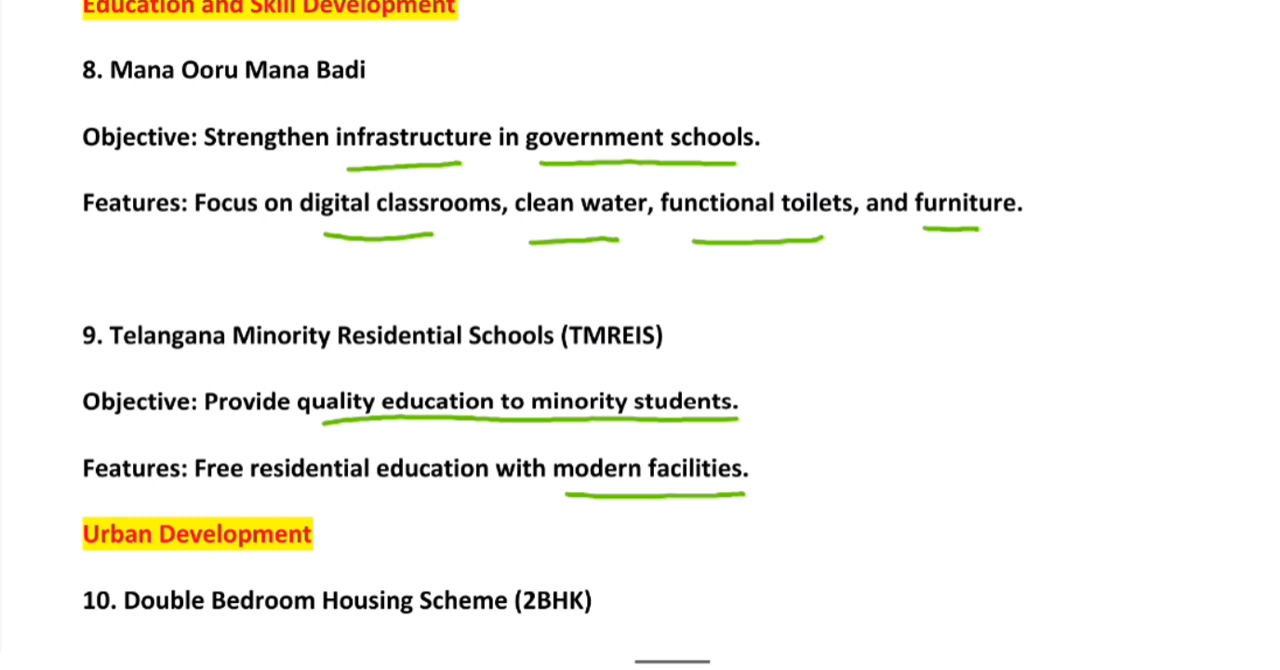 Education and Skill Development
8. Mana Ooru Mana Badi
Objective: Strengthen infrastructure in government schools.
Features: Focus on digital classrooms, clean water, functional toilets, and furniture.
9. Telangana Minority Residential Schools (TMREIS)
Objective: Provide quality education to minority students.
Features: Free residential education with modern facilities.
Urban Development
10. Double Bedroom Housing Scheme (2BHK)